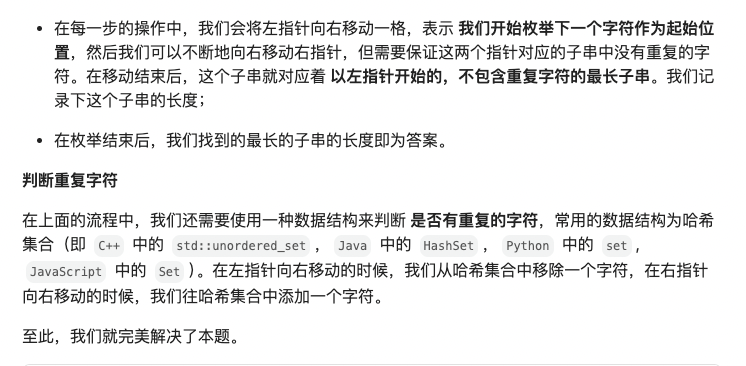 • 在每一步的操作中，我们会将左指针向右移动一格，表示 我们开始枚举下一个字符作为起始位
置，然后我们可以不断地向右移动右指针，但需要保证这两个指针对应的子串中没有重复的字
符。在移动结束后，这个子串就对应着 以左指针开始的，不包含重复字符的最长子串。我们记
录下这个子串的长度；
• 在枚举结束后，我们找到的最长的子串的长度即为答案。
判断重复字符
在上面的流程中，我们还需要使用一种数据结构来判断 是否有重复的字符，常用的数据结构为哈希
集合（即 C++ 中的 std::unordered_set ，Java 中的 HashSet ，Python 中的 set ，
JavaScript 中的 Set ）。在左指针向右移动的时候，我们从哈希集合中移除一个字符，在右指针
向右移动的时候，我们往哈希集合中添加一个字符。
至此，我们就完美解决了本题。